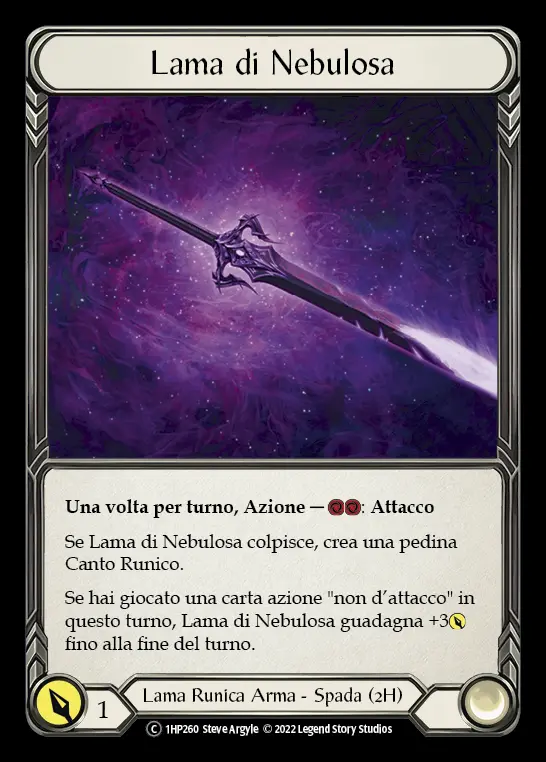 Lama di Nebulosa
Una volta per turno, Azione — : Attacco
Se Lama di Nebulosa colpisce, crea una pedina
Canto Runico.
Se hai giocato una carta azione "non d'attacco" in
questo turno, Lama di Nebulosa guadagna +3
fino alla fine del turno.
1
Lama Runica Arma - Spada (2H)
C 1HP260 Steve Argyle © 2022 Legend Story Studios